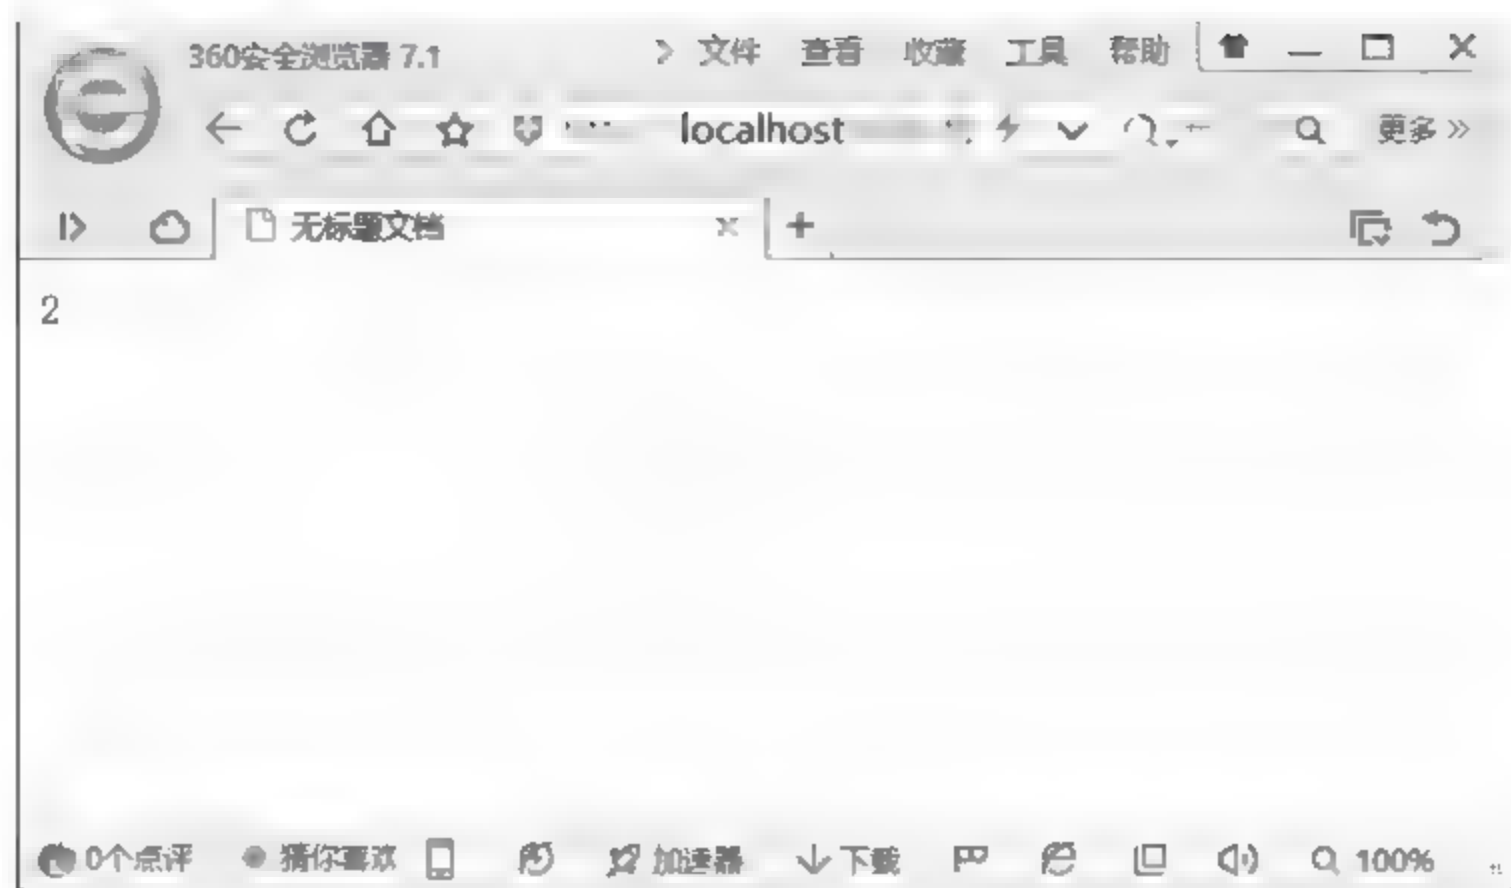 360安全浏览器 7.1 文件 查看 收藏 工具 帮助
localhost 更多 »
无标题文档
2
0个点评 猜你喜欢 加速器 下载 100%